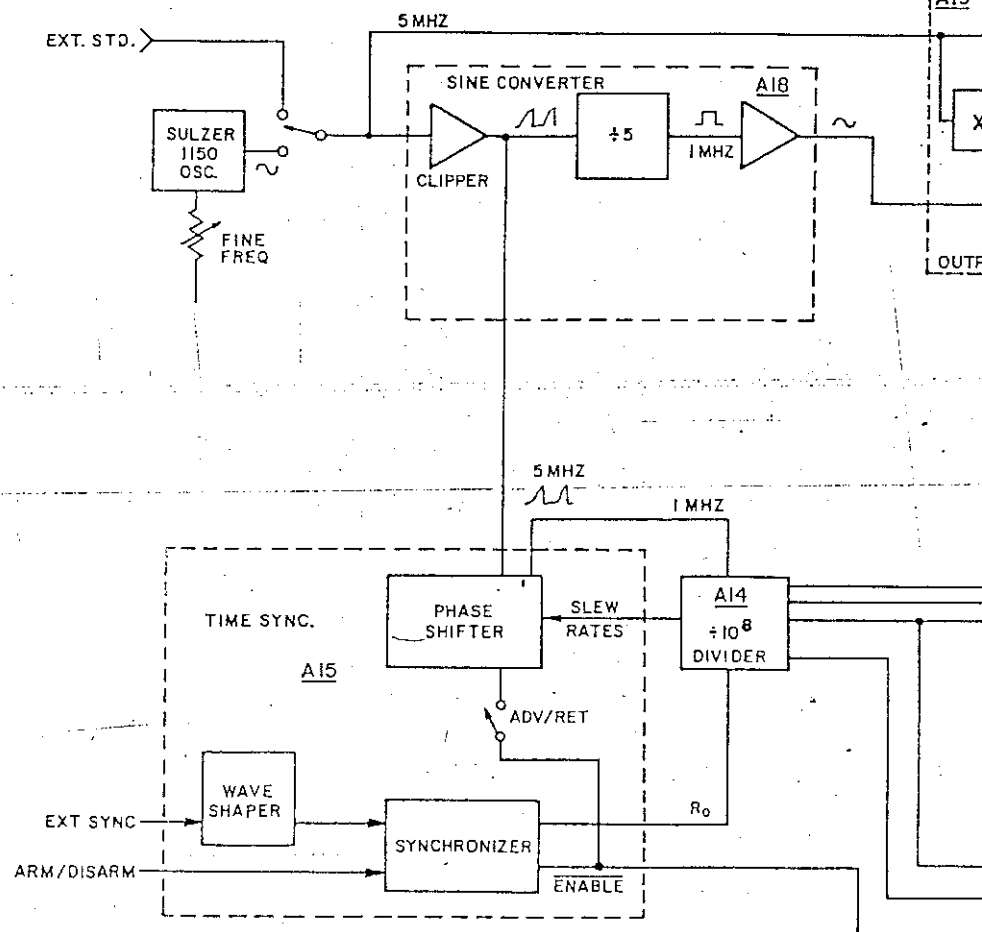 A15
5 MHZ
EXT. STD.
SINE CONVERTER
A18
SULZER
1150
OSC.
÷5
1 MHZ
X
CLIPPER
FINE
FREQ
OUTP
5 MHZ
1 MHZ
TIME SYNC.
PHASE
SHIFTER
SLEW
RATES
A14
÷10⁸
DIVIDER
A15
ADV/RET
WAVE
SHAPER
EXT SYNC
R₀
SYNCHRONIZER
ARM/DISARM
ENABLE